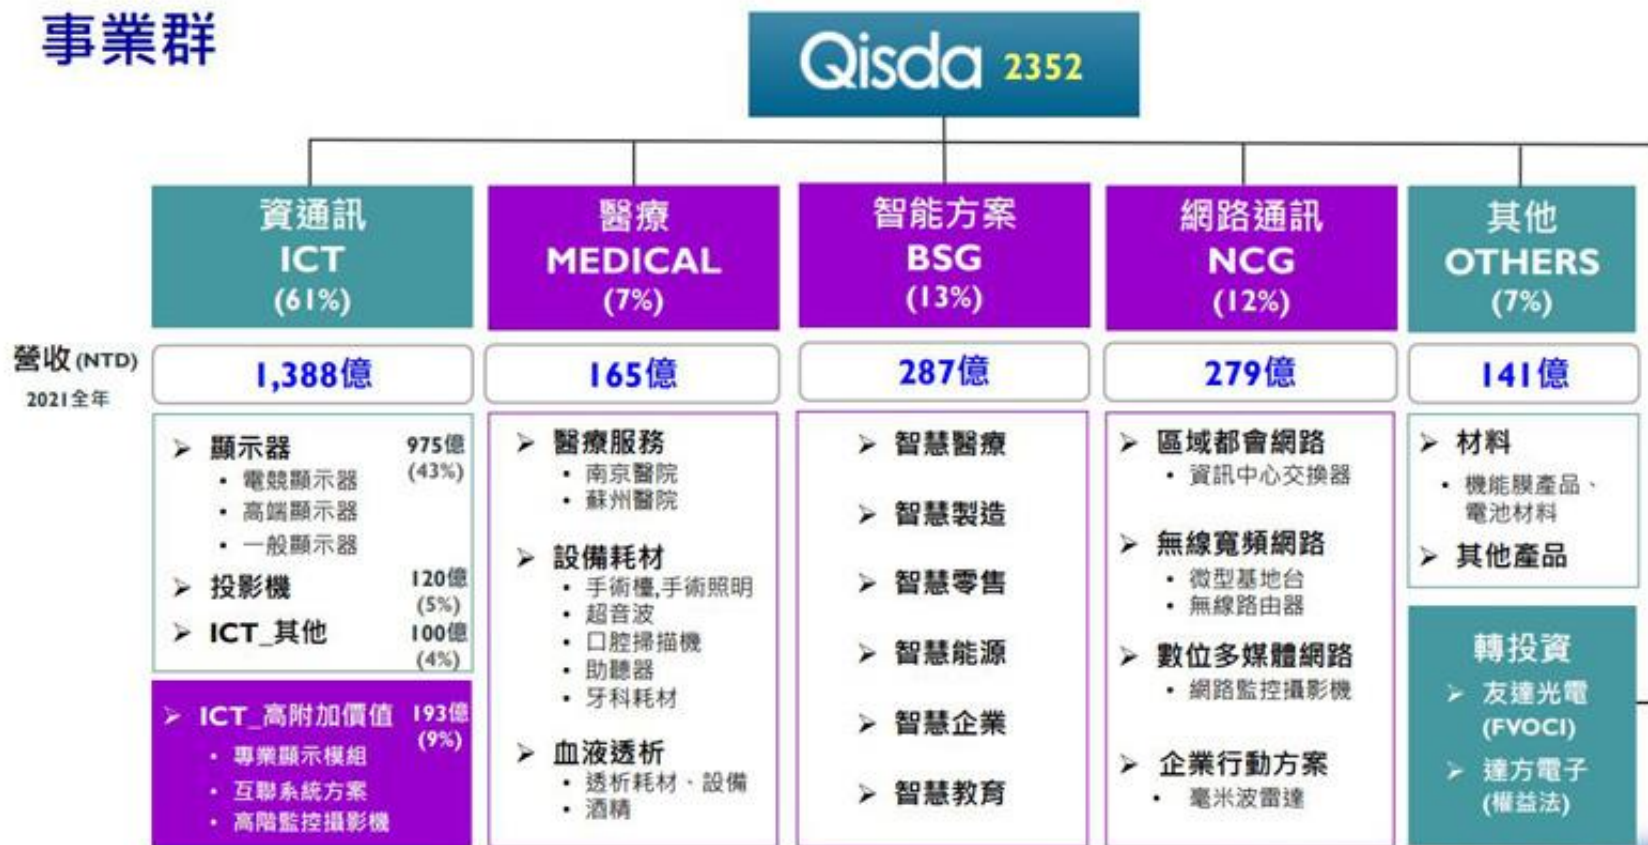 事業群
Qisda 2352
資通訊
ICT
(61%)
醫療
MEDICAL
(7%)
智能方案
BSG
(13%)
網路通訊
NCG
(12%)
其他
OTHERS
(7%)
營收(NTD)
2021全年
1,388億
165億
287億
279億
141億
➢ 顯示器 975億
(43%)
• 電競顯示器
• 高端顯示器
• 一般顯示器
➢ 投影機 120億
(5%)
➢ ICT_其他 100億
(4%)
➢ ICT_高附加價值 193億
(9%)
• 專業顯示模組
• 互聯系統方案
• 高階監控攝影機
➢ 醫療服務
• 南京醫院
• 蘇州醫院
➢ 設備耗材
• 手術檯,手術照明
• 超音波
• 口腔掃描機
• 助聽器
• 牙科耗材
➢ 血液透析
• 透析耗材、設備
• 酒精
➢ 智慧醫療
➢ 智慧製造
➢ 智慧零售
➢ 智慧能源
➢ 智慧企業
➢ 智慧教育
➢ 區域都會網路
• 資訊中心交換器
➢ 無線寬頻網路
• 微型基地台
• 無線路由器
➢ 數位多媒體網路
• 網路監控攝影機
➢ 企業行動方案
• 毫米波雷達
➢ 材料
• 機能膜產品、
電池材料
➢ 其他產品
轉投資
➢ 友達光電
(FVOCI)
➢ 達方電子
(權益法)